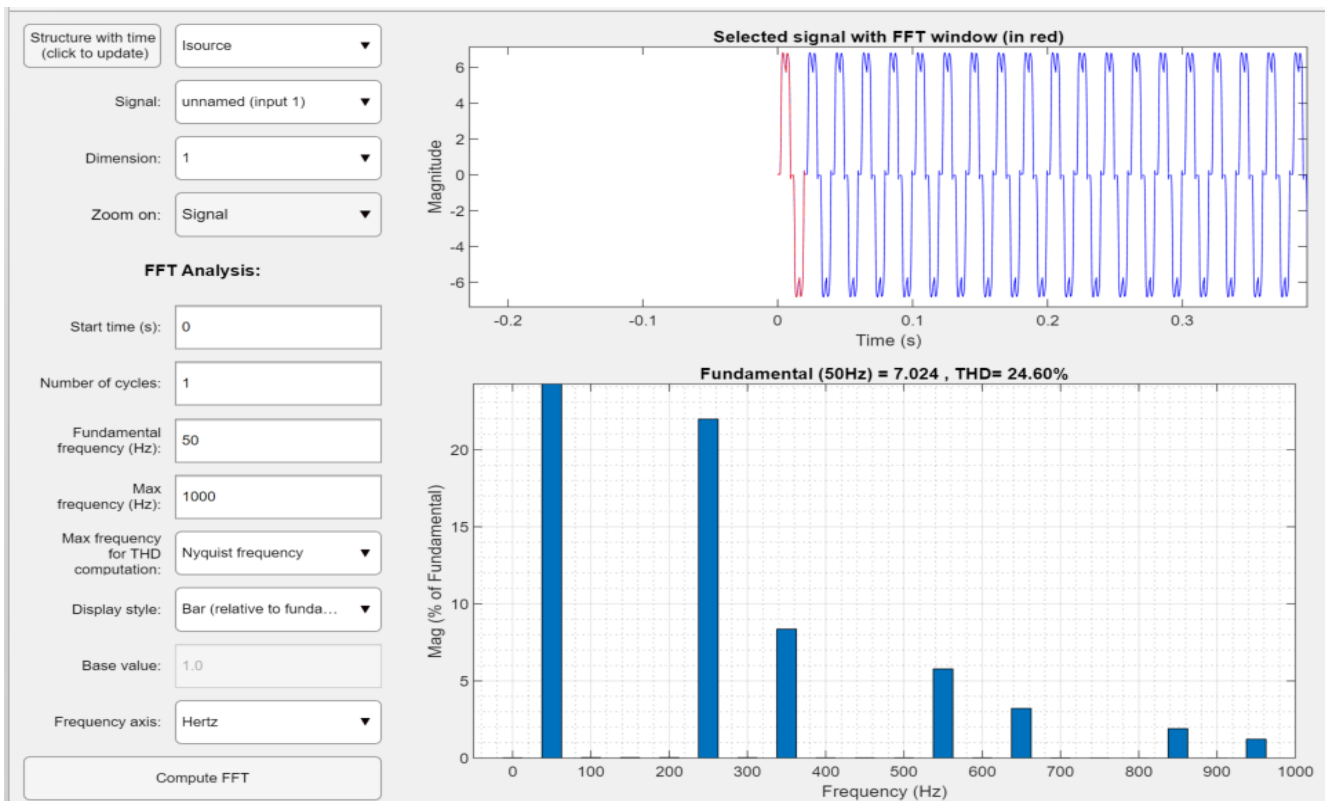 Structure with time
(click to update)
Isource
Signal:
unnamed (input 1)
Dimension:
1
Zoom on:
Signal
FFT Analysis:
Start time (s):
0
Number of cycles:
1
Fundamental
frequency (Hz):
50
Max
frequency (Hz):
1000
Max frequency
for THD
computation:
Nyquist frequency
Display style:
Bar (relative to funda...
Base value:
1.0
Frequency axis:
Hertz
Compute FFT
Selected signal with FFT window (in red)
6
4
2
0
-2
-4
-6
Magnitude
-0.2 -0.1 0 0.1 0.2 0.3
Time (s)
Fundamental (50Hz) = 7.024 , THD= 24.60%
20
15
10
5
0
Mag (% of Fundamental)
0 100 200 300 400 500 600 700 800 900 1000
Frequency (Hz)